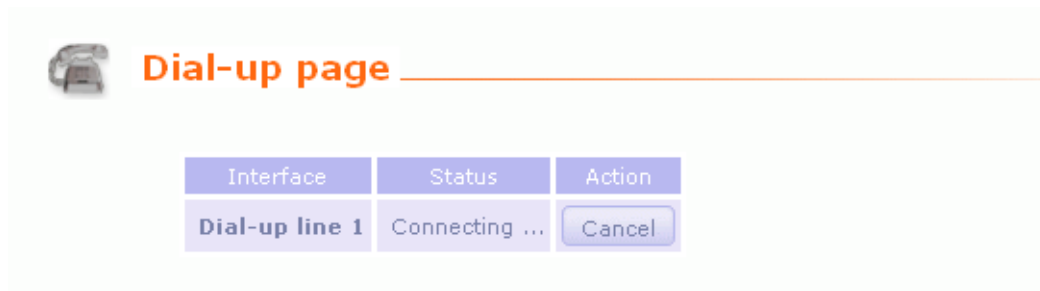 Dial-up page
Interface Status Action
Dial-up line 1 Connecting ... Cancel